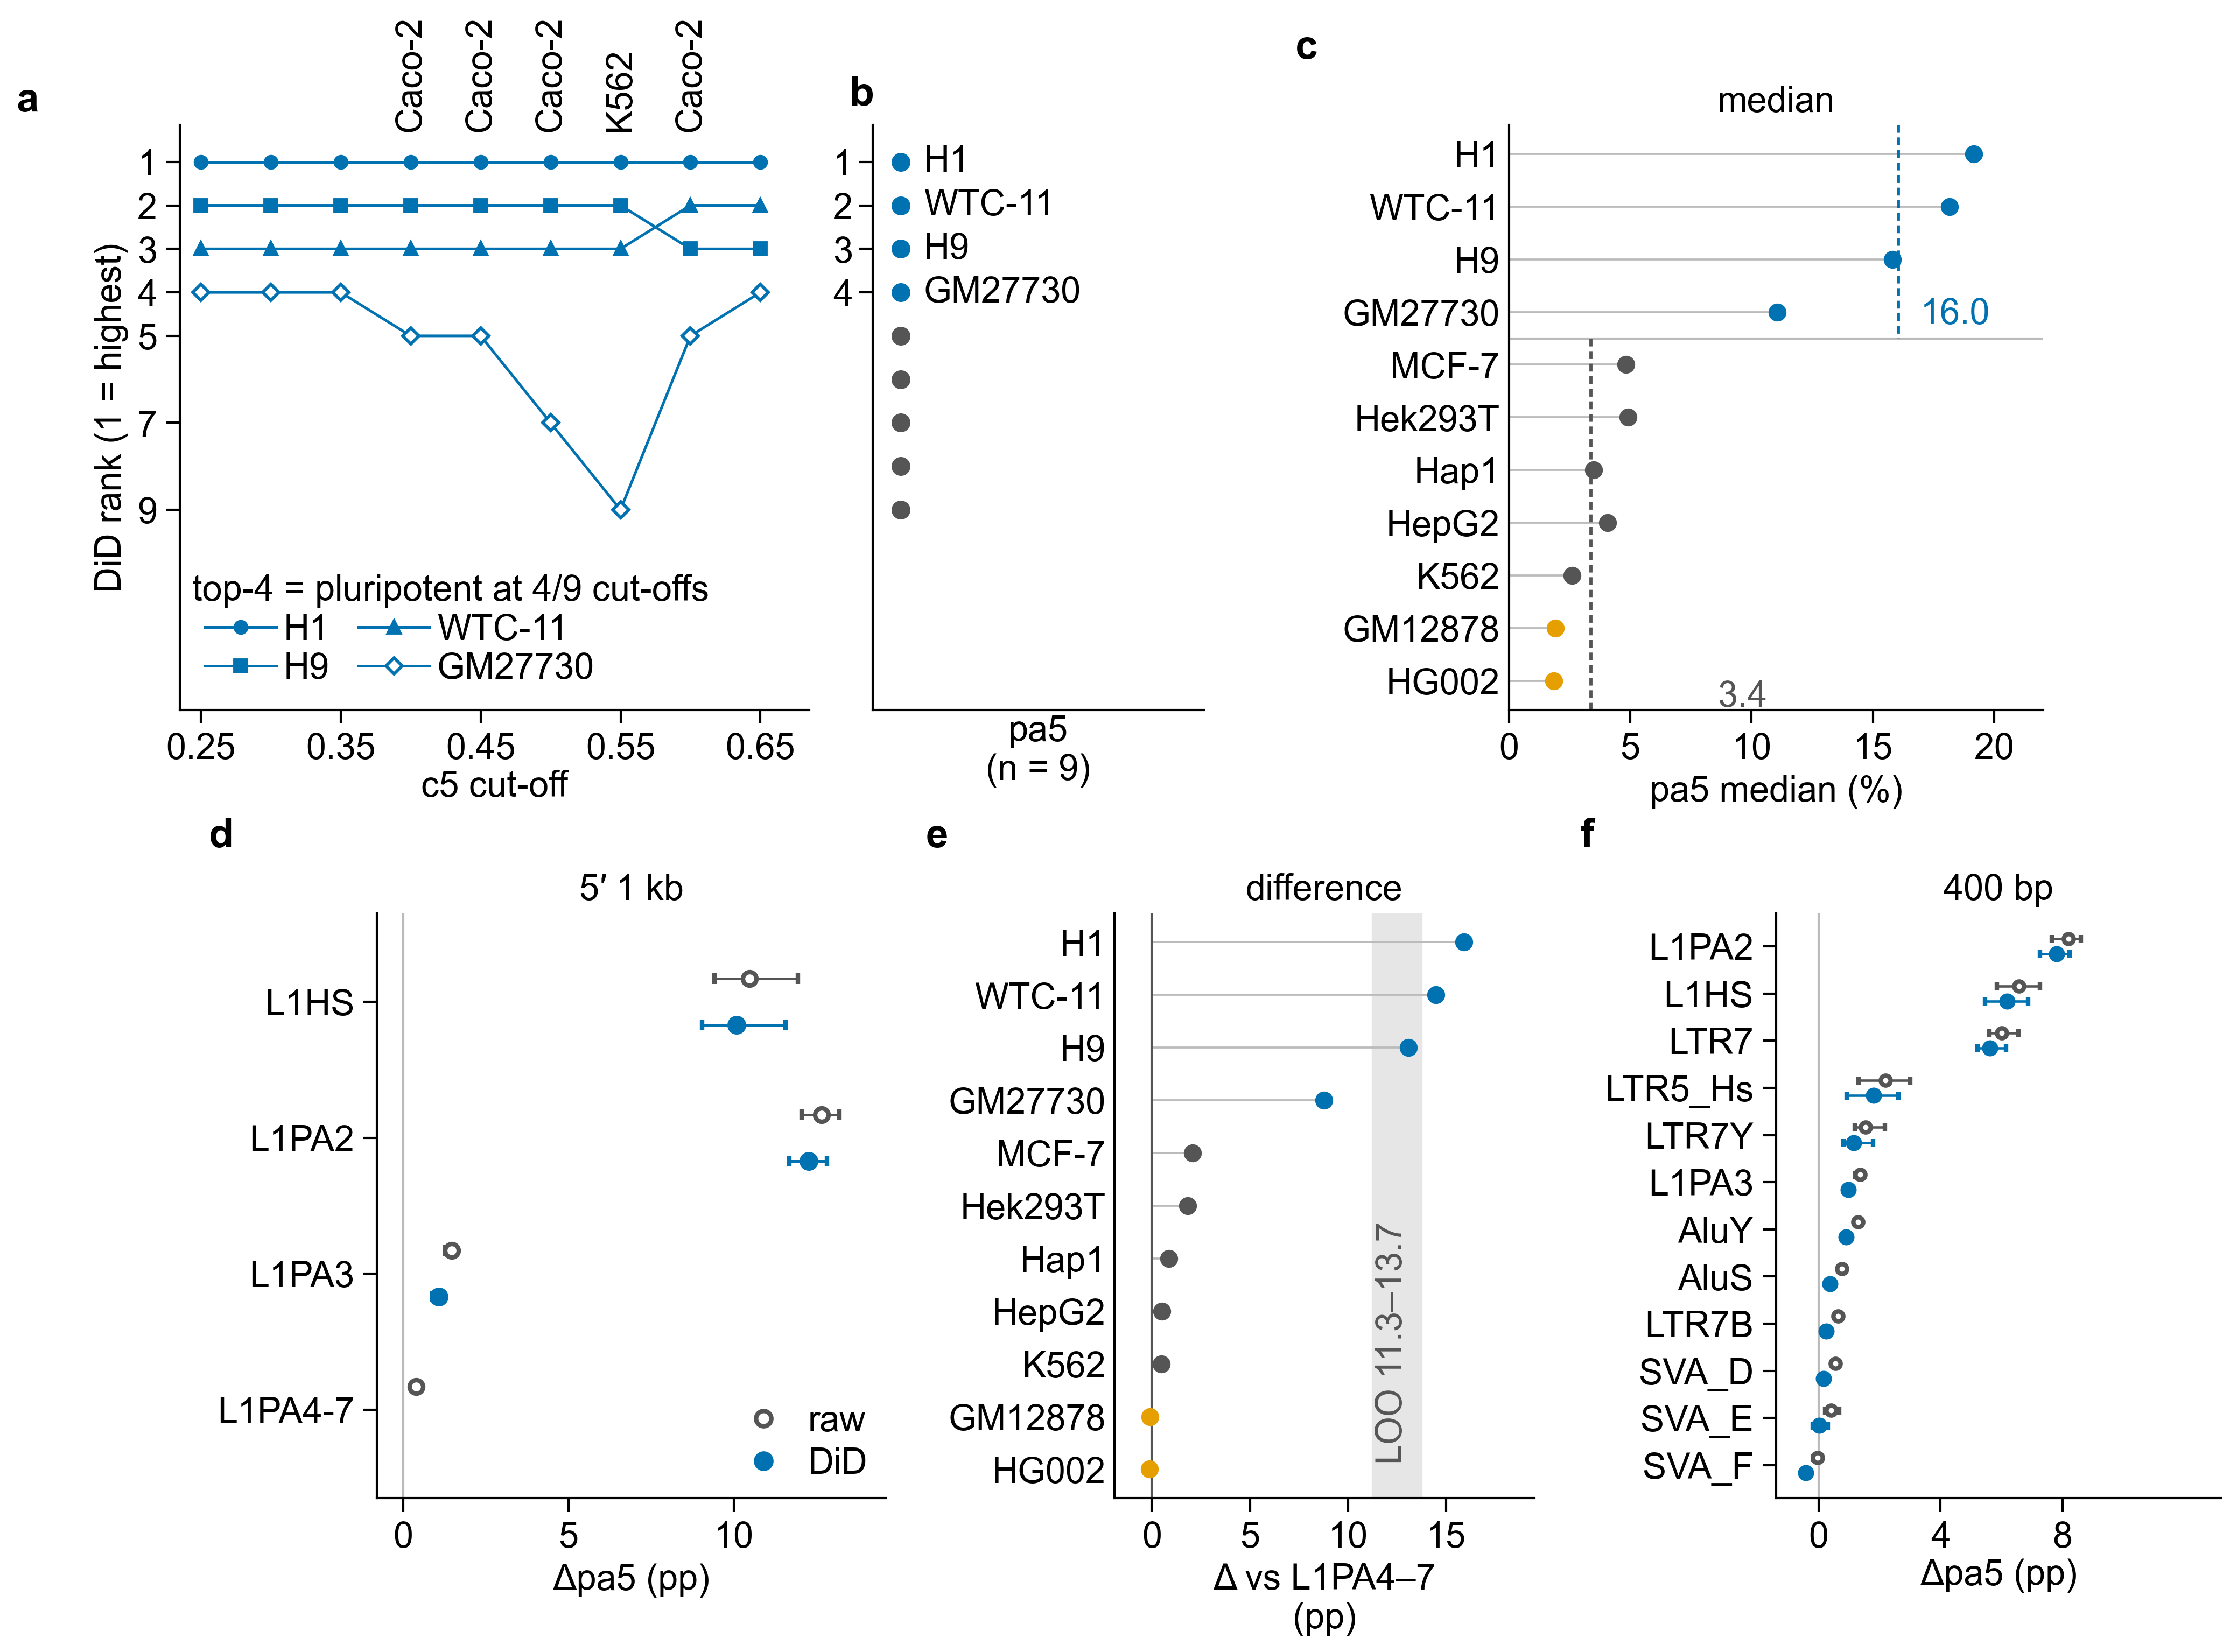 a
Caco-2
Caco-2
Caco-2
K562
Caco-2
DiD rank (1 = highest)
1
2
3
4
5
7
9
top-4 = pluripotent at 4/9 cut-offs
H1
WTC-11
H9
GM27730
0.25
0.35
0.45
0.55
0.65
c5 cut-off
b
1
2
3
4
H1
WTC-11
H9
GM27730
pa5
(n = 9)
c
median
H1
WTC-11
H9
GM27730
MCF-7
Hek293T
Hap1
HepG2
K562
GM12878
HG002
16.0
3.4
0
5
10
15
20
pa5 median (%)
d
5′ 1 kb
L1HS
L1PA2
L1PA3
L1PA4-7
raw
DiD
0
5
10
Δpa5 (pp)
e
difference
H1
WTC-11
H9
GM27730
MCF-7
Hek293T
Hap1
HepG2
K562
GM12878
HG002
LOO 11.3–13.7
0
5
10
15
Δ vs L1PA4–7
(pp)
f
400 bp
L1PA2
L1HS
LTR7
LTR5_Hs
LTR7Y
L1PA3
AluY
AluS
LTR7B
SVA_D
SVA_E
SVA_F
0
4
8
Δpa5 (pp)